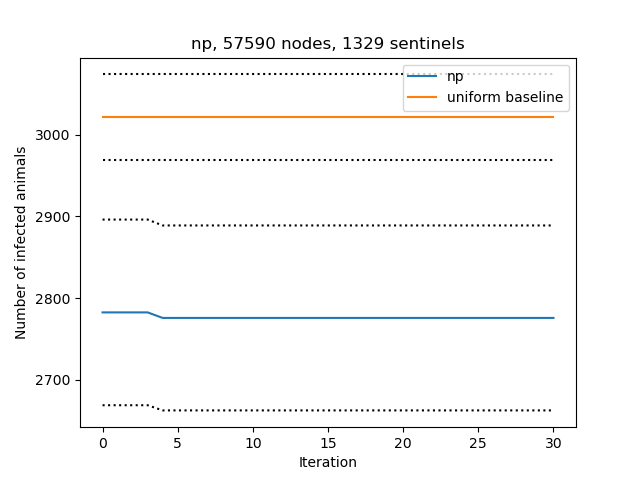 np, 57590 nodes, 1329 sentinels
np
uniform baseline
3000
2900
2800
2700
Number of infected animals
0 5 10 15 20 25 30
Iteration